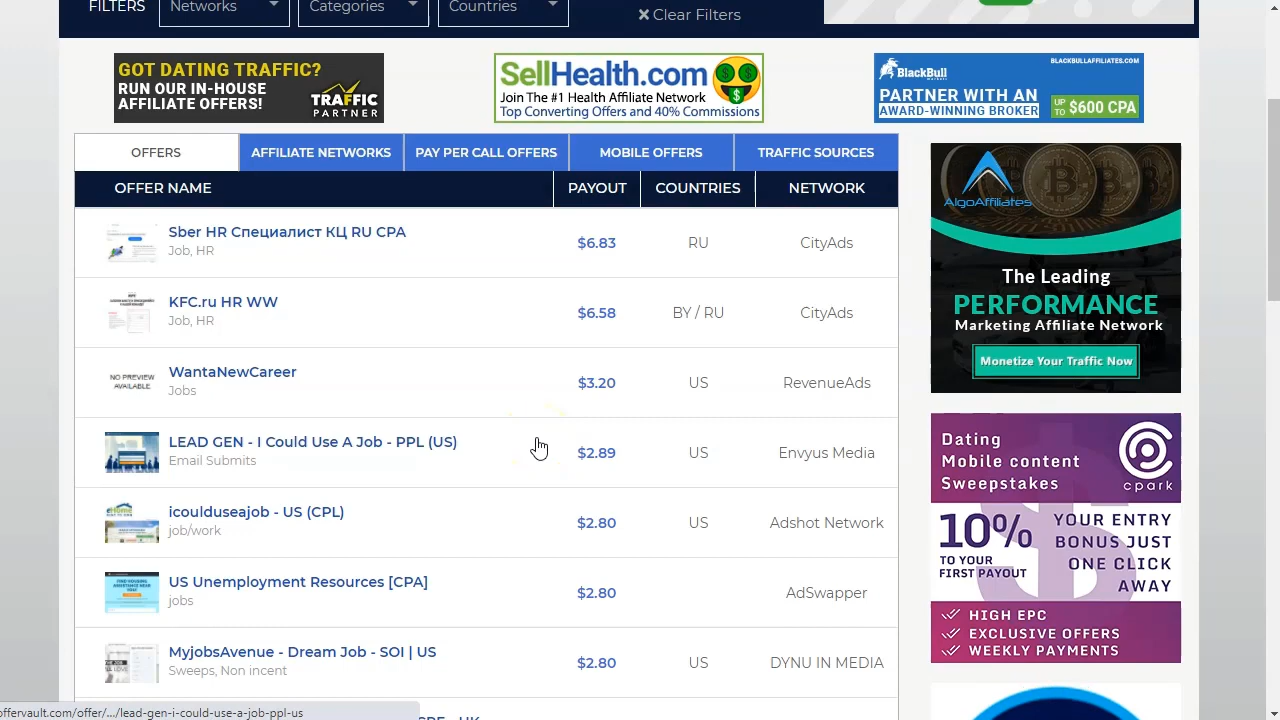 FILTERS
Networks
Categories
Countries
× Clear Filters
GOT DATING TRAFFIC?
RUN OUR IN-HOUSE
AFFILIATE OFFERS!
TRAFFIC
PARTNER
SellHealth.com
Join The #1 Health Affiliate Network
Top Converting Offers and 40% Commissions
BlackBull
BLACKBULLAFFILIATES.COM
PARTNER WITH AN
AWARD-WINNING BROKER
UP TO $600 CPA
OFFERS
AFFILIATE NETWORKS
PAY PER CALL OFFERS
MOBILE OFFERS
TRAFFIC SOURCES
OFFER NAME PAYOUT COUNTRIES NETWORK
Sber HR Специалист КЦ RU CPA
Job, HR
$6.83 RU CityAds
KFC.ru HR WW
Job, HR
$6.58 BY / RU CityAds
NO PREVIEW
AVAILABLE
WantaNewCareer
Jobs
$3.20 US RevenueAds
LEAD GEN - I Could Use A Job - PPL (US)
Email Submits
$2.89 US Envyus Media
eHome
icoulduseajob - US (CPL)
job/work
$2.80 US Adshot Network
US Unemployment Resources [CPA]
jobs
$2.80 AdSwapper
MyjobsAvenue - Dream Job - SOI | US
Sweeps, Non incent
$2.80 US DYNU IN MEDIA
AlgoAffiliates
The Leading
PERFORMANCE
Marketing Affiliate Network
Monetize Your Traffic Now
Dating
Mobile content
Sweepstakes
cpark
10%
TO YOUR
FIRST PAYOUT
YOUR ENTRY
BONUS JUST
ONE CLICK
AWAY
HIGH EPC
EXCLUSIVE OFFERS
WEEKLY PAYMENTS
offervault.com/offer/.../lead-gen-i-could-use-a-job-ppl-us